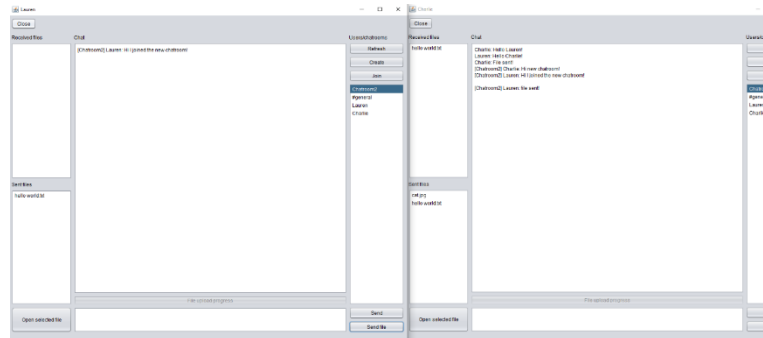 Lauren
Close
Received files
Chat
Users/chatrooms
[Chatroom2] Lauren: Hi I joined the new chatroom!
Refresh
Create
Join
Chatroom2
#general
Lauren
Charlie
Sent files
hello world.txt
File upload progress
Open selected file
Send
Send file
Charlie
Close
Received files
Chat
hello world.txt
Charlie: Hello Lauren!
Lauren: Hello Charlie!
Charlie: File sent!
[Chatroom2] Charlie: Hi new chatroom!
[Chatroom2] Lauren: Hi I joined the new chatroom!
[Chatroom2] Lauren: file sent!
Sent files
cat.jpg
hello world.txt
File upload progress
Open selected file